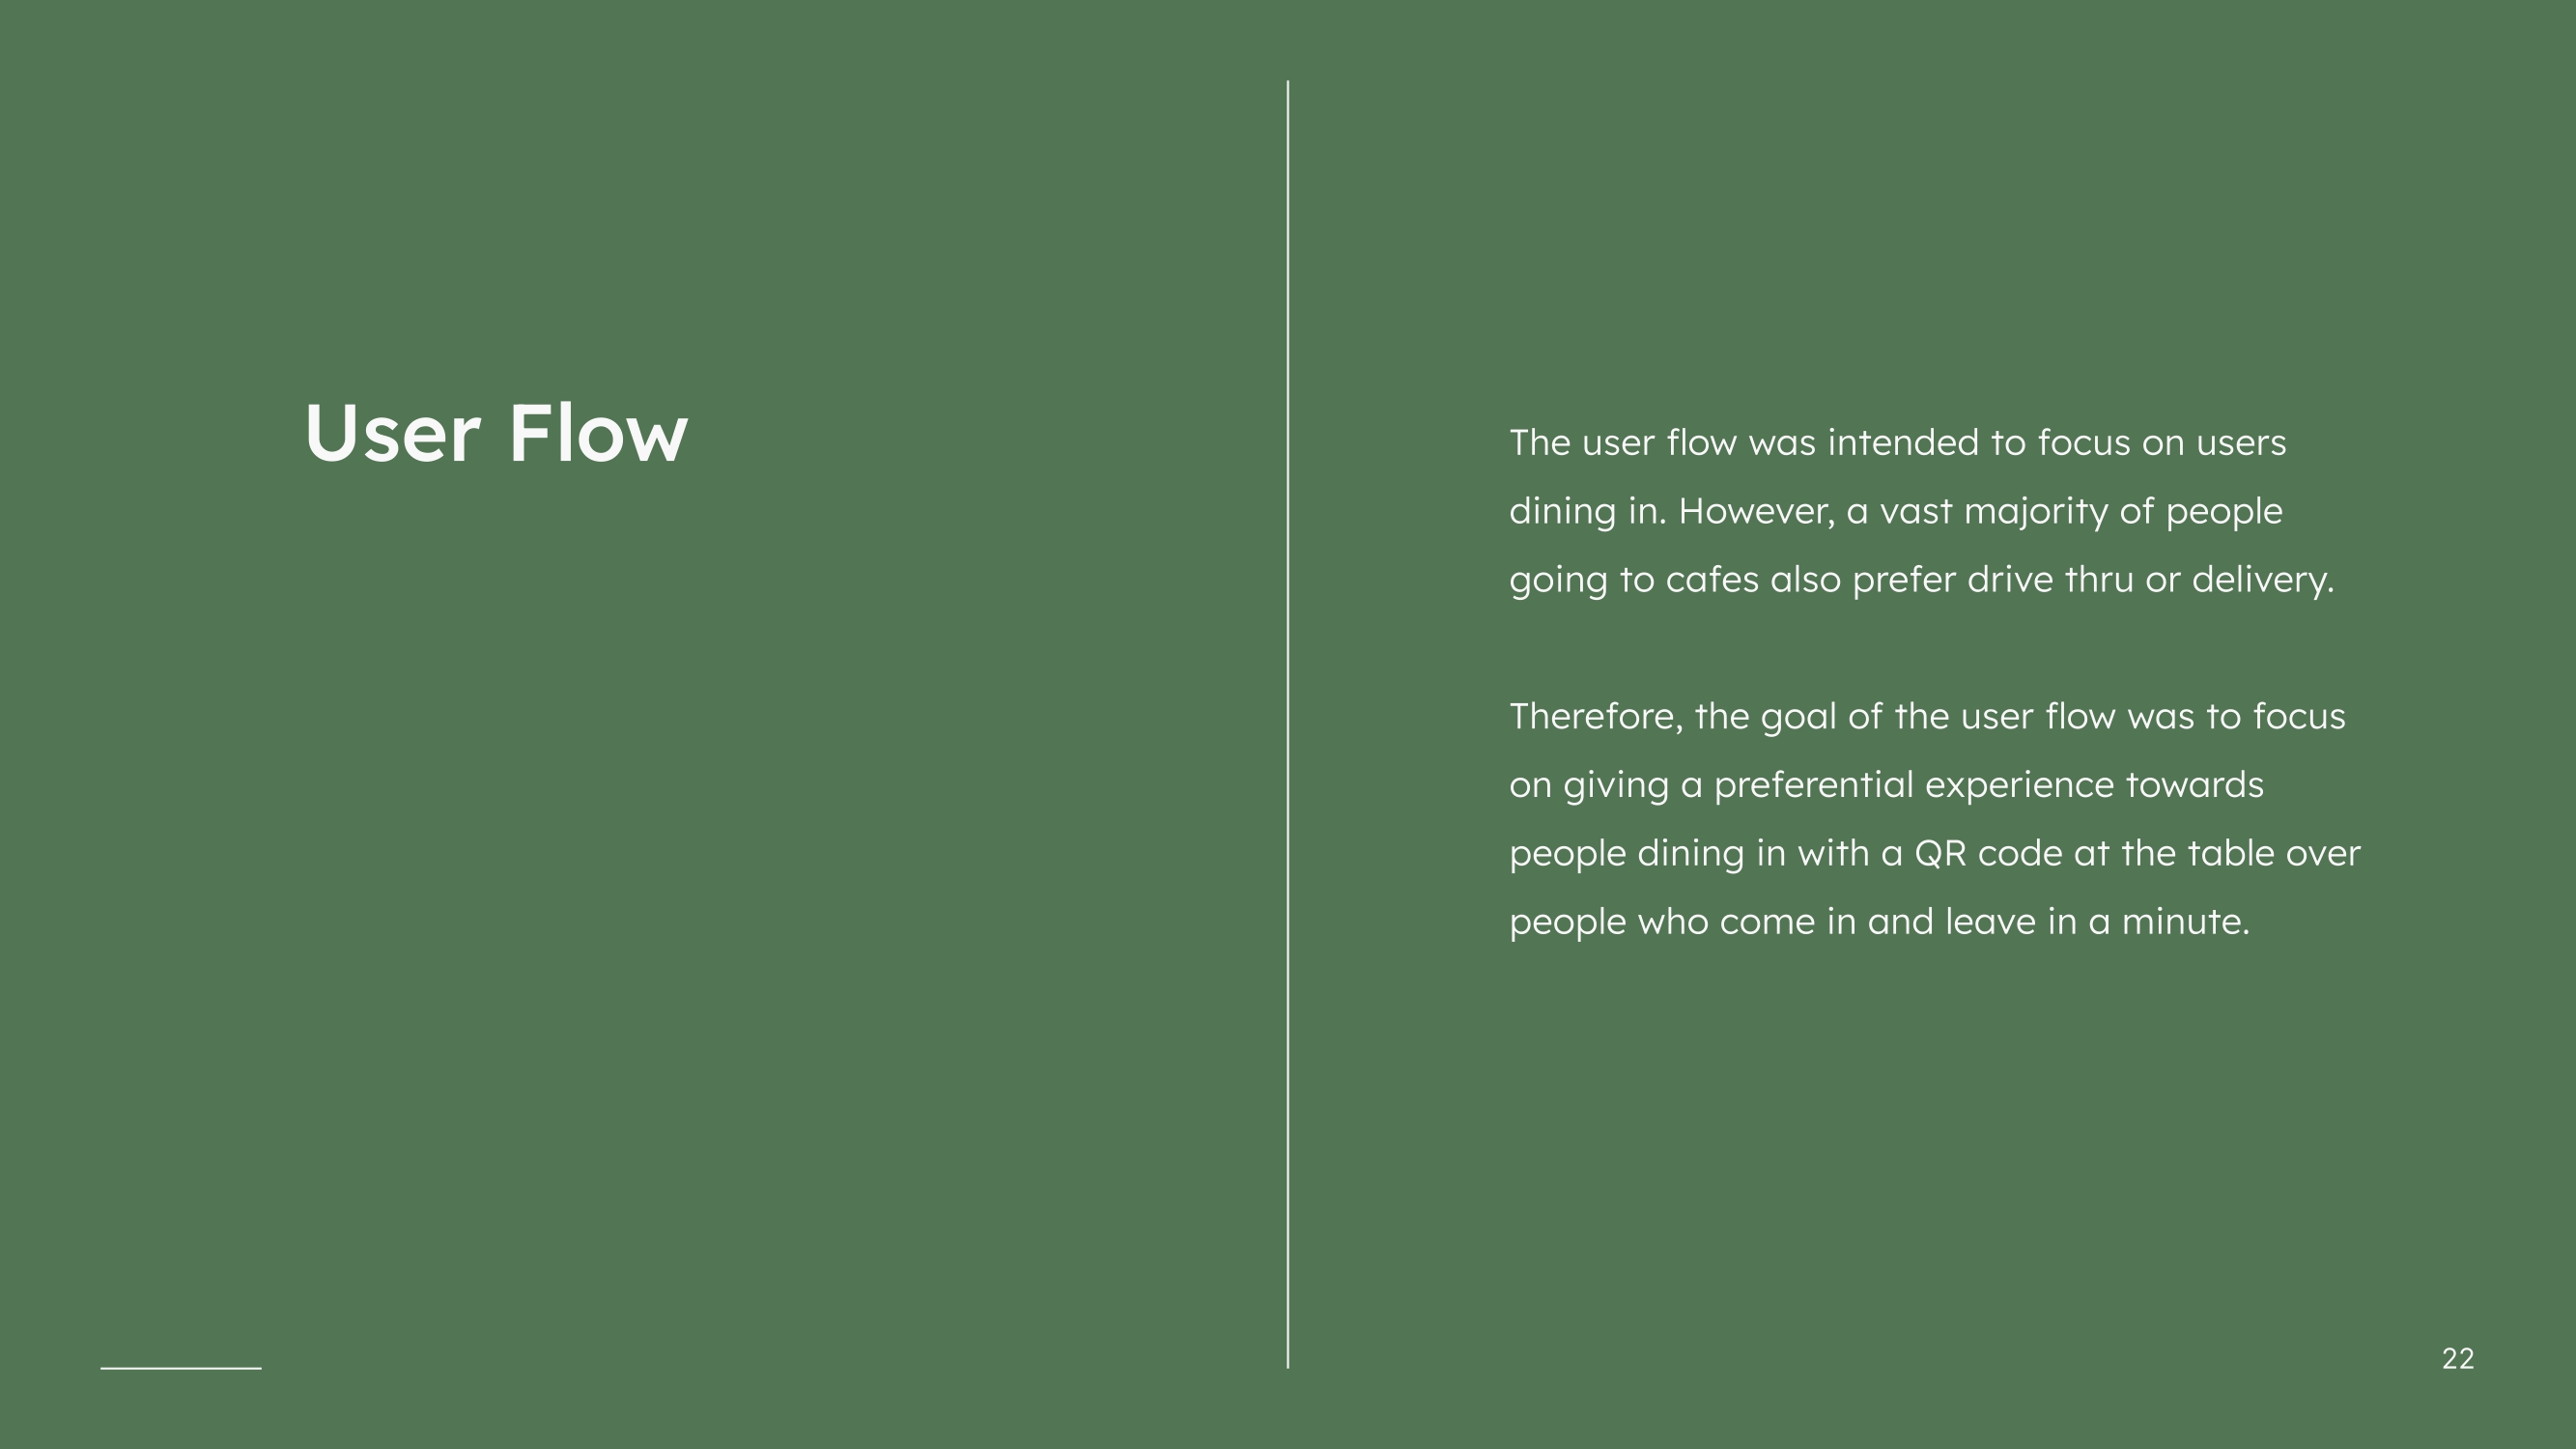 User Flow
The user flow was intended to focus on users
dining in. However, a vast majority of people
going to cafes also prefer drive thru or delivery.
Therefore, the goal of the user flow was to focus
on giving a preferential experience towards
people dining in with a QR code at the table over
people who come in and leave in a minute.
22